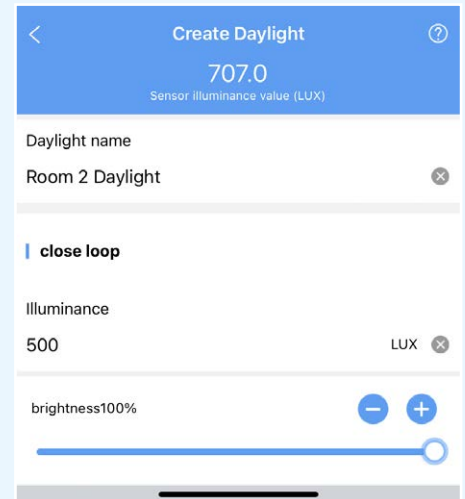 Create Daylight
707.0
Sensor illuminance value (LUX)
Daylight name
Room 2 Daylight
close loop
Illuminance
500 LUX
brightness100%